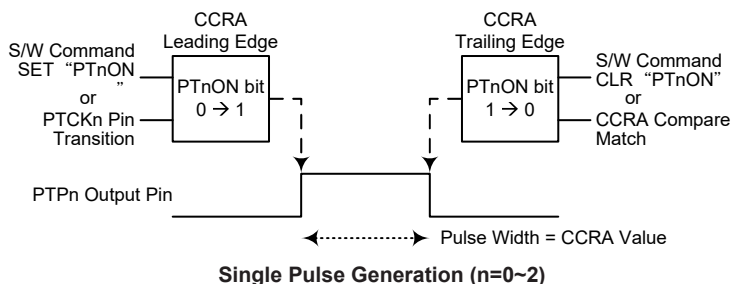 CCRA
Leading Edge
S/W Command
SET “PTnON
”
or
PTCKn Pin
Transition
PTnON bit
0 → 1
CCRA
Trailing Edge
PTnON bit
1 → 0
S/W Command
CLR “PTnON”
or
CCRA Compare
Match
PTPn Output Pin
Pulse Width = CCRA Value
Single Pulse Generation (n=0~2)